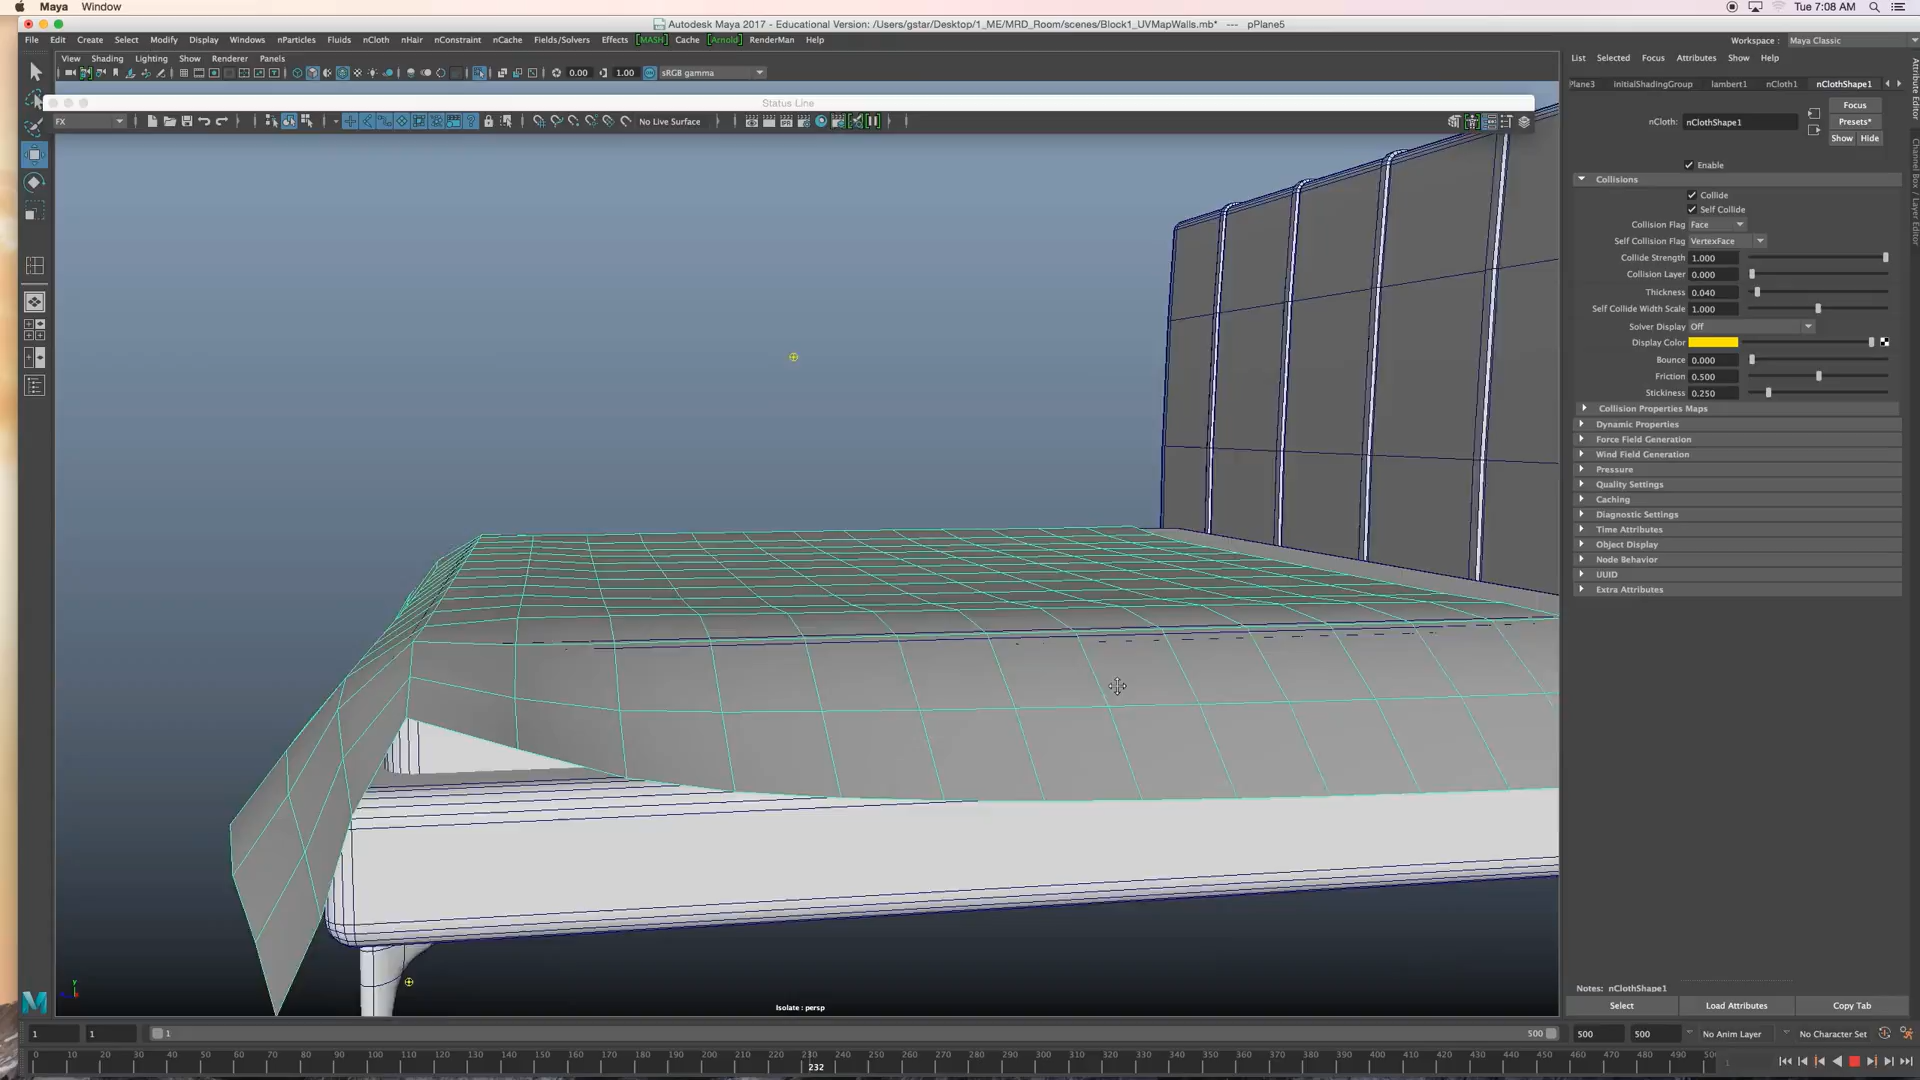 Maya Window
Tue 7:08 AM
Autodesk Maya 2017 - Educational Version: /Users/gstar/Desktop/1_ME/MRD_Room/scenes/Block1_UVMapWalls.mb* --- pPlane5
File Edit Create Select Modify Display Windows nParticles Fluids nCloth nHair nConstraint nCache Fields/Solvers Effects [MASH] Cache [Arnold] RenderMan Help
Workspace : Maya Classic
View Shading Lighting Show Renderer Panels
0.00 1.00 sRGB gamma
Status Line
FX
No Live Surface
Isolate : persp
y
List Selected Focus Attributes Show Help
Plane3 initialShadingGroup lambert1 nCloth1 nClothShape1
Focus
nCloth: nClothShape1
Presets*
Show Hide
Enable
Collisions
Collide
Self Collide
Collision Flag Face
Self Collision Flag VertexFace
Collide Strength 1.000
Collision Layer 0.000
Thickness 0.040
Self Collide Width Scale 1.000
Solver Display Off
Display Color
Bounce 0.000
Friction 0.500
Stickiness 0.250
Collision Properties Maps
Dynamic Properties
Force Field Generation
Wind Field Generation
Pressure
Quality Settings
Caching
Diagnostic Settings
Time Attributes
Object Display
Node Behavior
UUID
Extra Attributes
Notes: nClothShape1
Select Load Attributes Copy Tab
Attribute Editor
Channel Box / Layer Editor
1 1 1 500 500 500 No Anim Layer No Character Set
0 10 20 30 40 50 60 70 80 90 100 110 120 130 140 150 160 170 180 190 200 210 220 230 240 250 260 270 280 290 300 310 320 330 340 350 360 370 380 390 400 410 420 430 440 450 460 470 480 490
232